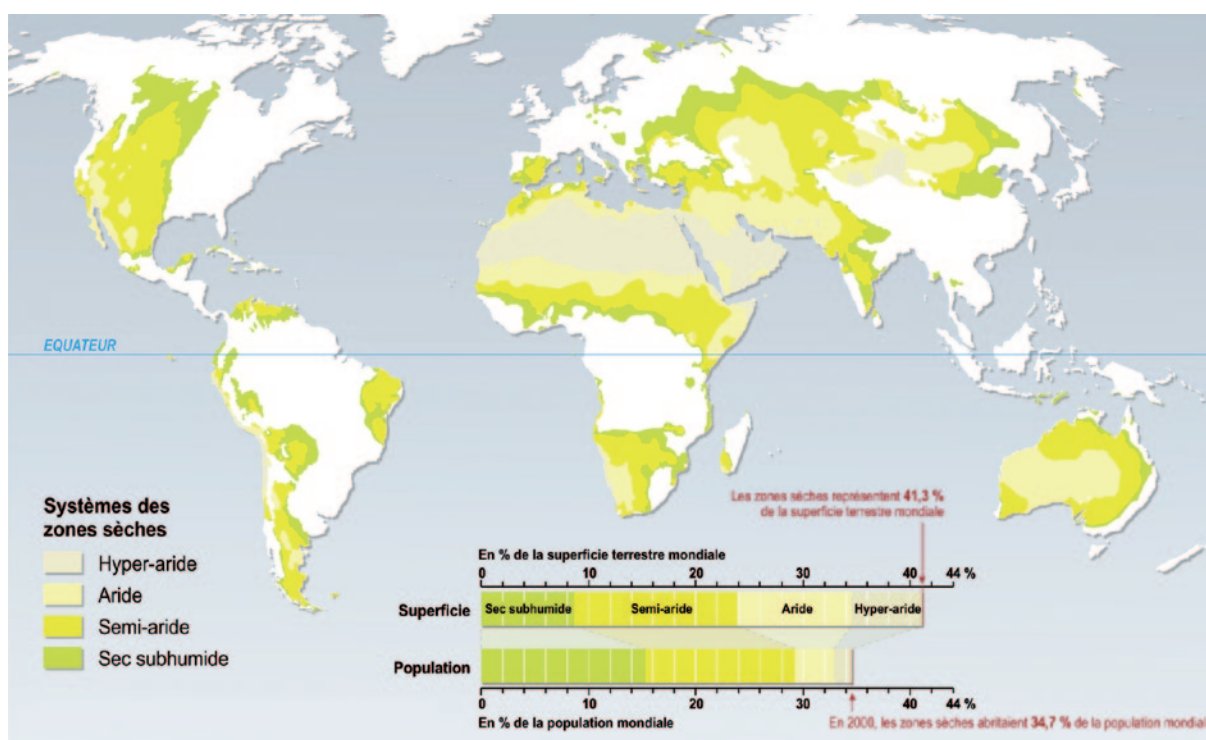 EQUATEUR
Systèmes des
zones sèches
Hyper-aride
Aride
Semi-aride
Sec subhumide
Les zones sèches représentent 41,3 %
de la superficie terrestre mondiale
En % de la superficie terrestre mondiale
0 10 20 30 40 44 %
Superficie Sec subhumide Semi-aride Aride Hyper-aride
Population
0 10 20 30 40 44 %
En % de la population mondiale
En 2000, les zones sèches abritaient 34,7 % de la population mondial